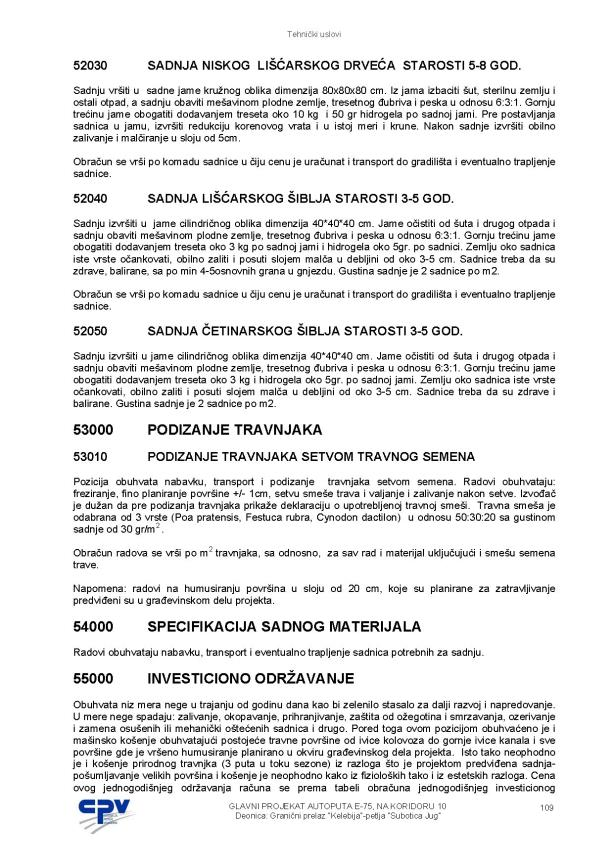 Tehnički uslovi
52030 SADNJA NISKOG LIŠĆARSKOG DRVEĆA STAROSTI 5-8 GOD.
Sadnju vršiti u sadne jame kružnog oblika dimenzija 80x80x80 cm. Iz jama izbaciti šut, sterilnu zemlju i
ostali otpad, a sadnju obaviti mešavinom plodne zemlje, tresetnog đubriva i peska u odnosu 6:3:1. Gornju
trećinu jame obogatiti dodavanjem treseta oko 10 kg i 50 gr hidrogela po sadnoj jami. Pre postavljanja
sadnica u jamu, izvršiti redukciju korenovog vrata i u istoj meri i krune. Nakon sadnje izvršiti obilno
zalivanje i malčiranje u sloju od 5cm.
Obračun se vrši po komadu sadnice u čiju cenu je uračunat i transport do gradilišta i eventualno trapljenje
sadnice.
52040 SADNJA LIŠĆARSKOG ŠIBLJA STAROSTI 3-5 GOD.
Sadnju izvršiti u jame cilindričnog oblika dimenzija 40*40*40 cm. Jame očistiti od šuta i drugog otpada i
sadnju obaviti mešavinom plodne zemlje, tresetnog đubriva i peska u odnosu 6:3:1. Gornju trećinu jame
obogatiti dodavanjem treseta oko 3 kg po sadnoj jami i hidrogela oko 5gr. po sadnici. Zemlju oko sadnica
iste vrste očankovati, obilno zaliti i posuti slojem malča u debljini od oko 3-5 cm. Sadnice treba da su
zdrave, balirane, sa po min 4-5osnovnih grana u gnjezdu. Gustina sadnje je 2 sadnice po m2.
Obračun se vrši po komadu sadnice u čiju cenu je uračunat i transport do gradilišta i eventualno trapljenje
sadnice.
52050 SADNJA ČETINARSKOG ŠIBLJA STAROSTI 3-5 GOD.
Sadnju izvršiti u jame cilindričnog oblika dimenzija 40*40*40 cm. Jame očistiti od šuta i drugog otpada i
sadnju obaviti mešavinom plodne zemlje, tresetnog đubriva i peska u odnosu 6:3:1. Gornju trećinu jame
obogatiti dodavanjem treseta oko 3 kg i hidrogela oko 5gr. po sadnoj jami. Zemlju oko sadnica iste vrste
očankovati, obilno zaliti i posuti slojem malča u debljini od oko 3-5 cm. Sadnice treba da su zdrave i
balirane. Gustina sadnje je 2 sadnice po m2.
53000 PODIZANJE TRAVNJAKA
53010 PODIZANJE TRAVNJAKA SETVOM TRAVNOG SEMENA
Pozicija obuhvata nabavku, transport i podizanje travnjaka setvom semena. Radovi obuhvataju:
freziranje, fino planiranje površine +/- 1cm, setvu smeše trava i valjanje i zalivanje nakon setve. Izvođač
je dužan da pre podizanja travnjaka prikaže deklaraciju o upotrebljenoj travnoj smeši. Travna smeša je
odabrana od 3 vrste (Poa pratensis, Festuca rubra, Cynodon dactilon) u odnosu 50:30:20 sa gustinom
sadnje od 30 gr/m².
Obračun radova se vrši po m² travnjaka, sa odnosno, za sav rad i materijal uključujući i smešu semena
trave.
Napomena: radovi na humusiranju površina u sloju od 20 cm, koje su planirane za zatravljivanje
predviđeni su u građevinskom delu projekta.
54000 SPECIFIKACIJA SADNOG MATERIJALA
Radovi obuhvataju nabavku, transport i eventualno trapljenje sadnica potrebnih za sadnju.
55000 INVESTICIONO ODRŽAVANJE
Obuhvata niz mera nege u trajanju od godinu dana kao bi zelenilo stasalo za dalji razvoj i napredovanje.
U mere nege spadaju: zalivanje, okopavanje, prihranjivanje, zaštita od ožegotina i smrzavanja, ozerivanje
i zamena osušenih ili mehanički oštećenih sadnica i drugo. Pored toga ovom pozicijom obuhvaćeno je i
mašinsko košenje obuhvatajući postojeće travne površine od ivice kolovoza do gornje ivice kanala i sve
površine gde je vršeno humusiranje planirano u okviru građevinskog dela projekta. Isto tako neophodno
je i košenje prirodnog travnjka (3 puta u toku sezone) iz razloga što je projektom predviđena sadnja-
pošumljavanje velikih površina i košenje je neophodno kako iz fizioloških tako i iz estetskih razloga. Cena
ovog jednogodišnjeg održavanja računa se prema tabeli obračuna jednogodišnjeg investicionog
CPV
GLAVNI PROJEKAT AUTOPUTA E-75, NA KORIDORU 10
Deonica: Granični prelaz "Kelebija"-petlja "Subotica Jug"
109